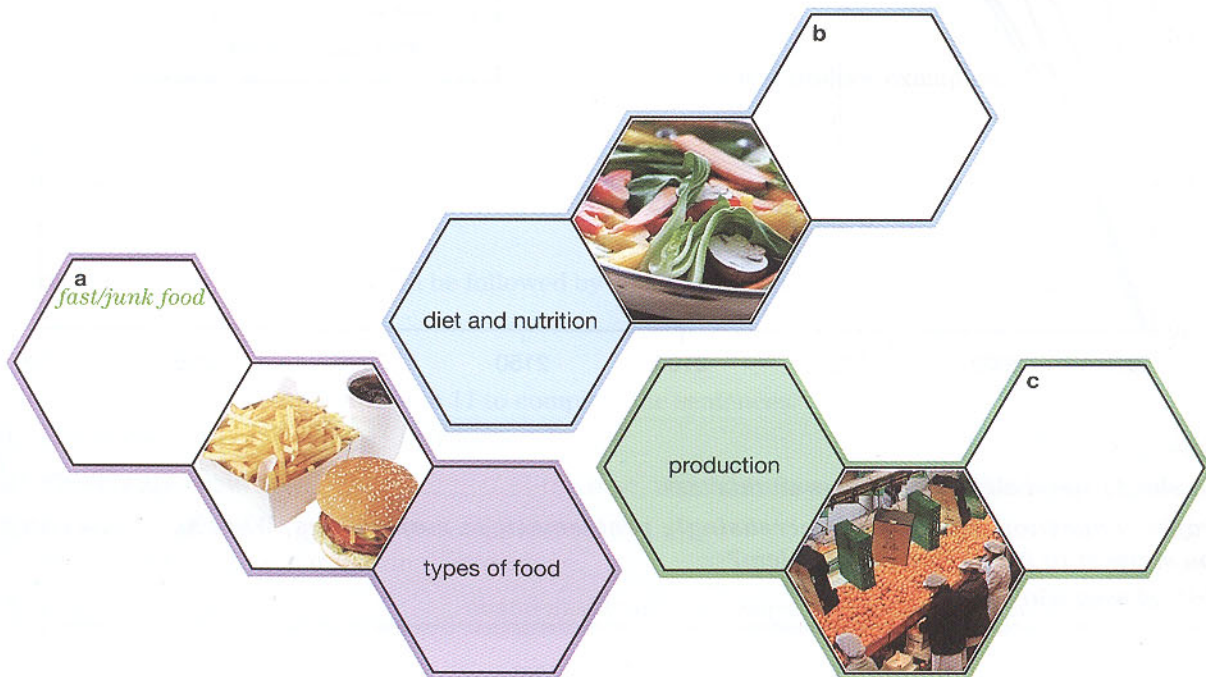 a
fast/junk food
types of food
b
diet and nutrition
c
production